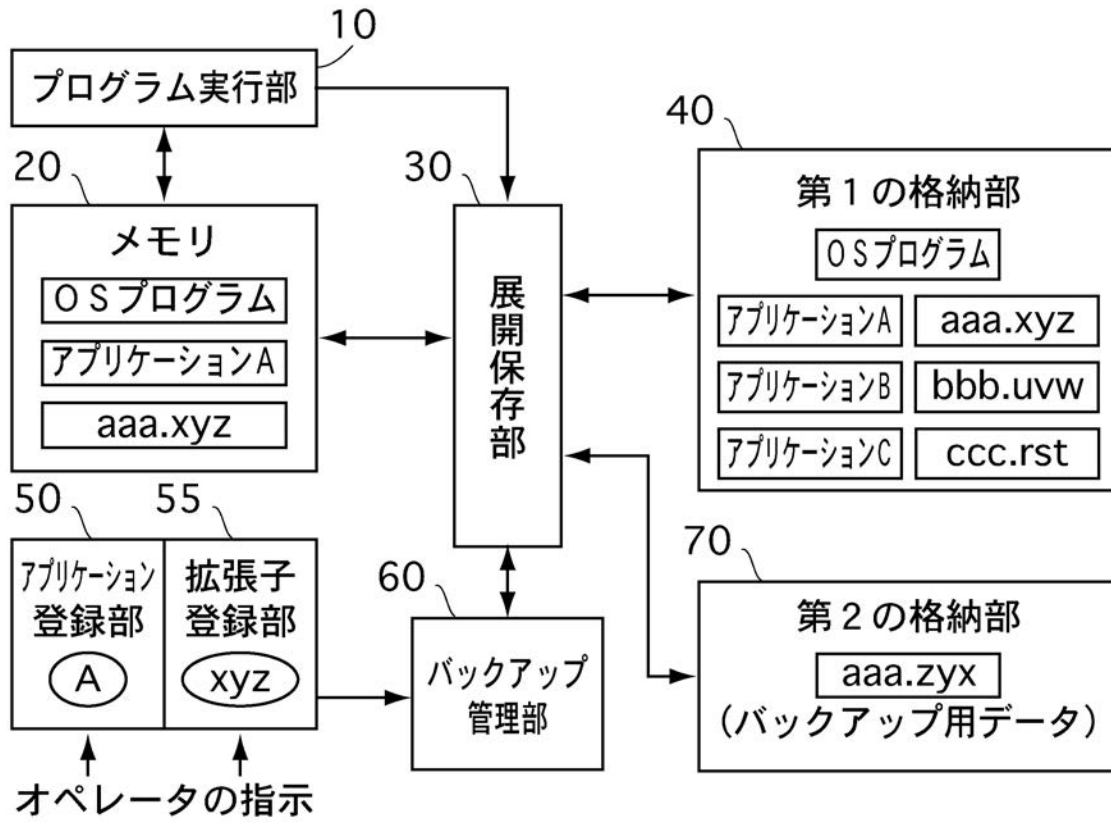 10
プログラム実行部
20
メモリ
ＯＳプログラム
アプリケーションA
aaa.xyz
30
展開保存部
40
第１の格納部
ＯＳプログラム
アプリケーションA
aaa.xyz
アプリケーションB
bbb.uvw
アプリケーションC
ccc.rst
50
アプリケーション
登録部
A
55
拡張子
登録部
xyz
オペレータの指示
60
バックアップ
管理部
70
第２の格納部
aaa.zyx
（バックアップ用データ）